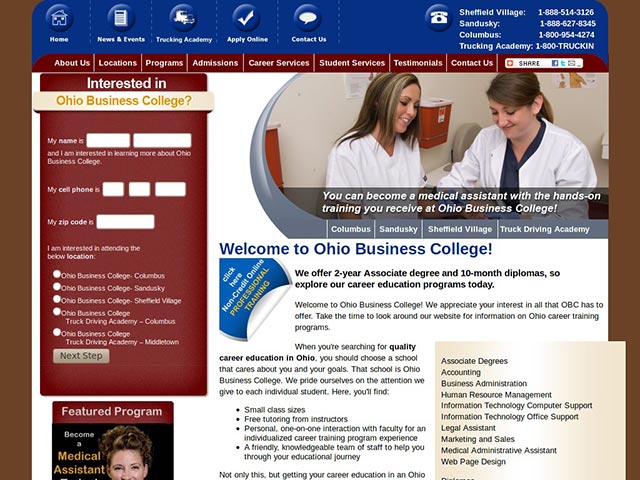 Home
News & Events
Trucking Academy
Apply Online
Contact Us
Sheffield Village: 1-888-514-3126
Sandusky: 1-888-627-8345
Columbus: 1-800-954-4274
Trucking Academy: 1-800-TRUCKIN
About Us
Locations
Programs
Admissions
Career Services
Student Services
Testimonials
Contact Us
SHARE
Interested in
Ohio Business College?
My name is
and I am interested in learning more about Ohio
Business College.
My cell phone is
My zip code is
I am interested in attending the
below location:
Ohio Business College- Columbus
Ohio Business College- Sandusky
Ohio Business College- Sheffield Village
Ohio Business College
Truck Driving Academy – Columbus
Ohio Business College
Truck Driving Academy – Middletown
Next Step
Featured Program
Become
a
Medical
Assistant
You can become a medical assistant with the hands-on
training you receive at Ohio Business College!
Columbus
Sandusky
Sheffield Village
Truck Driving Academy
Welcome to Ohio Business College!
click
here
Non-Credit Online
PROFESSIONAL
TRAINING
We offer 2-year Associate degree and 10-month diplomas, so
explore our career education programs today.
Welcome to Ohio Business College! We appreciate your interest in all that OBC has to
offer. Take the time to look around our website for information on Ohio career training
programs.
When you're searching for quality
career education in Ohio, you should choose a school
that cares about you and your goals. That school is Ohio
Business College. We pride ourselves on the attention we
give to each individual student. Here, you'll find:
Small class sizes
Free tutoring from instructors
Personal, one-on-one interaction with faculty for an
individualized career training program experience
A friendly, knowledgeable team of staff to help you
through your educational journey
Not only this, but getting your career education in an Ohio
Associate Degrees
Accounting
Business Administration
Human Resource Management
Information Technology Computer Support
Information Technology Office Support
Legal Assistant
Marketing and Sales
Medical Administrative Assistant
Web Page Design